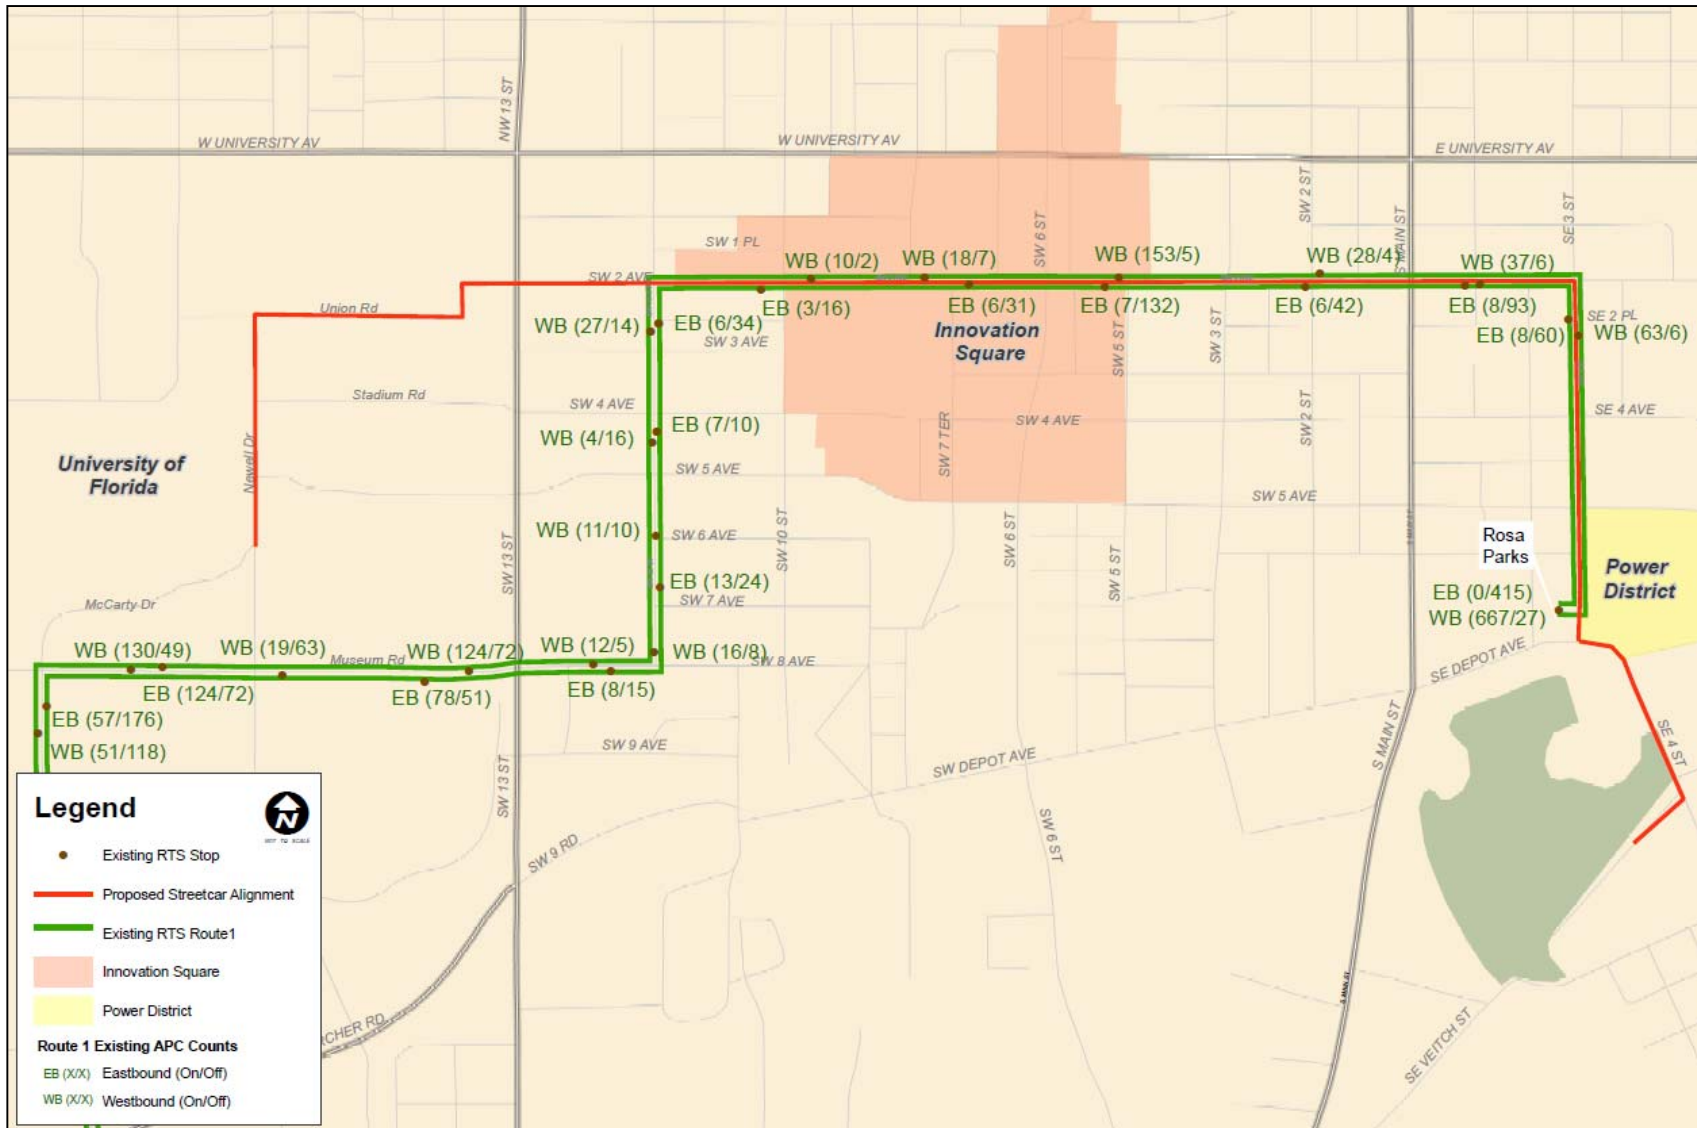 NW 13 ST
W UNIVERSITY AV
W UNIVERSITY AV
E UNIVERSITY AV
SW 2 ST
S MAIN ST
SE 3 ST
SW 6 ST
SW 1 PL
SW 2 AVE
WB (10/2)
WB (18/7)
WB (153/5)
WB (28/4)
WB (37/6)
Union Rd
EB (3/16)
EB (6/31)
EB (7/132)
EB (6/42)
EB (8/93)
SE 2 PL
WB (27/14)
EB (6/34)
SW 3 AVE
Innovation
Square
SW 5 ST
SW 3 ST
EB (8/60)
WB (63/6)
Stadium Rd
SW 4 AVE
EB (7/10)
WB (4/16)
SW 7 TER
SW 4 AVE
SW 2 ST
SE 4 AVE
University of
Florida
Newell Dr
SW 5 AVE
SW 5 AVE
WB (11/10)
SW 6 AVE
SW 13 ST
SW 10 ST
SW 6 ST
SW 5 ST
Rosa
Parks
Power
District
EB (13/24)
SW 7 AVE
McCarty Dr
EB (0/415)
WB (667/27)
WB (130/49)
WB (19/63)
Museum Rd
WB (124/72)
WB (12/5)
WB (16/8)
SW 8 AVE
SE DEPOT AVE
EB (124/72)
EB (78/51)
EB (8/15)
EB (57/176)
WB (51/118)
SW 9 AVE
SW DEPOT AVE
S MAIN ST
SE 4 ST
SW 13 ST
SW 9 RD
SW 6 ST
S MAIN ST
SE VEITCH ST
RCHER RD
Legend
N
NOT TO SCALE
Existing RTS Stop
Proposed Streetcar Alignment
Existing RTS Route1
Innovation Square
Power District
Route 1 Existing APC Counts
EB (X/X) Eastbound (On/Off)
WB (X/X) Westbound (On/Off)